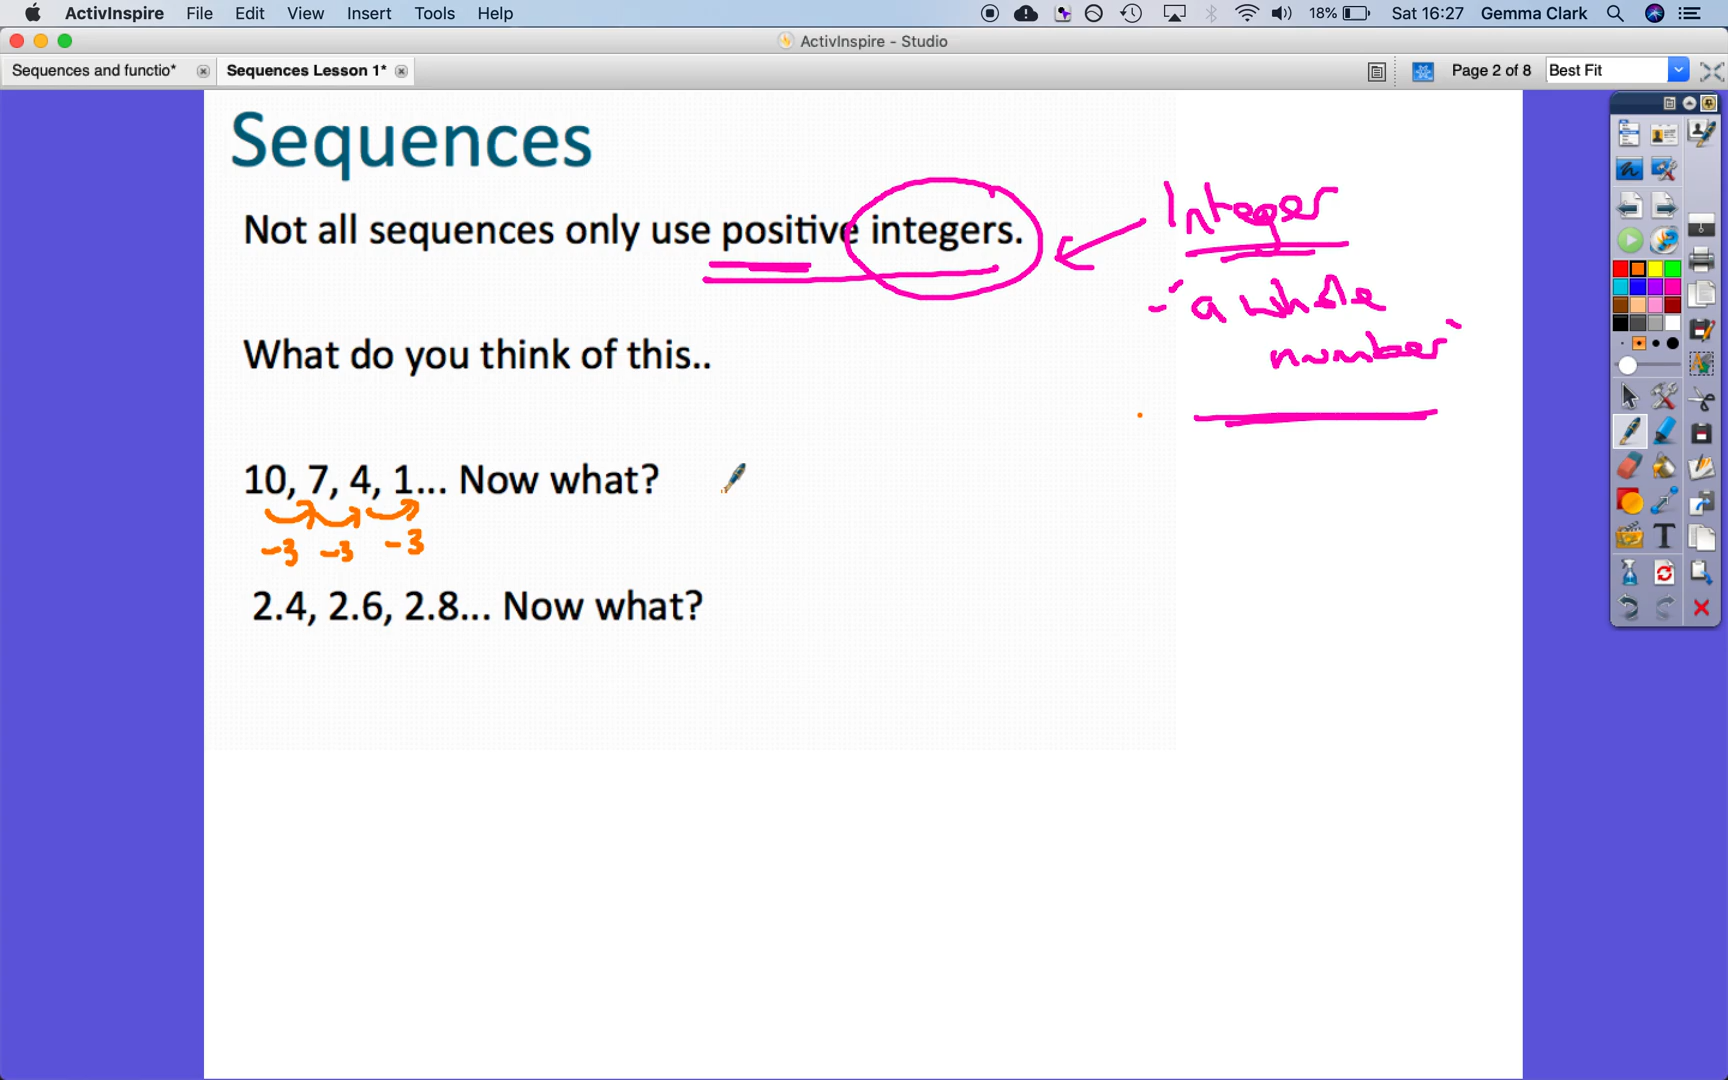 ActivInspire File Edit View Insert Tools Help 18% Sat 16:27 Gemma Clark
ActivInspire - Studio
Sequences and functio* Sequences Lesson 1* Page 2 of 8 Best Fit
Sequences
Not all sequences only use positive integers.
Integer
- "a whole
number"
What do you think of this..
10, 7, 4, 1... Now what?
-3 -3 -3
2.4, 2.6, 2.8... Now what?